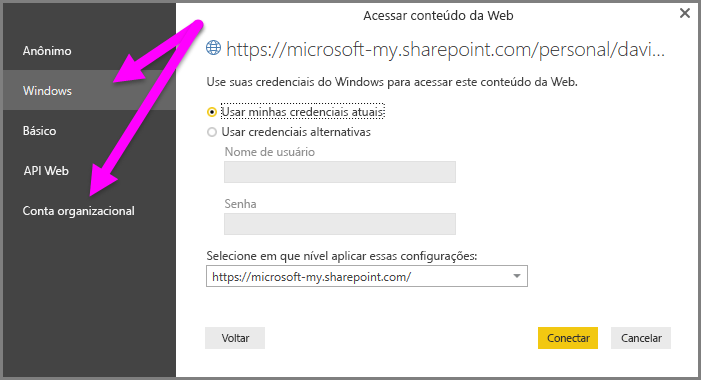 Acessar conteúdo da Web
Anônimo
Windows
Básico
API Web
Conta organizacional
https://microsoft-my.sharepoint.com/personal/davi...
Use suas credenciais do Windows para acessar este conteúdo da Web.
Usar minhas credenciais atuais
Usar credenciais alternativas
Nome de usuário
Senha
Selecione em que nível aplicar essas configurações:
https://microsoft-my.sharepoint.com/
Voltar
Conectar
Cancelar